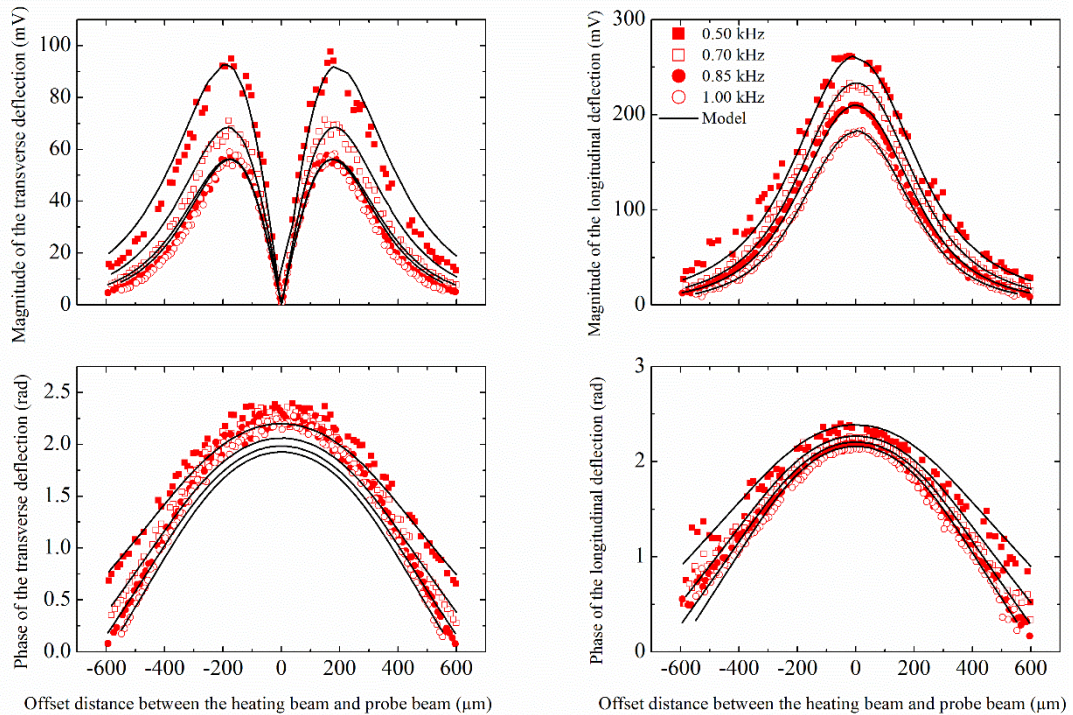 Magnitude of the transverse deflection (mV)
100
80
60
40
20
0
Magnitude of the longitudinal deflection (mV)
300
200
100
0
0.50 kHz
0.70 kHz
0.85 kHz
1.00 kHz
Model
Phase of the transverse deflection (rad)
2.5
2.0
1.5
1.0
0.5
0.0
-600 -400 -200 0 200 400 600
Offset distance between the heating beam and probe beam (μm)
Phase of the longitudinal deflection (rad)
3
2
1
0
-600 -400 -200 0 200 400 600
Offset distance between the heating beam and probe beam (μm)